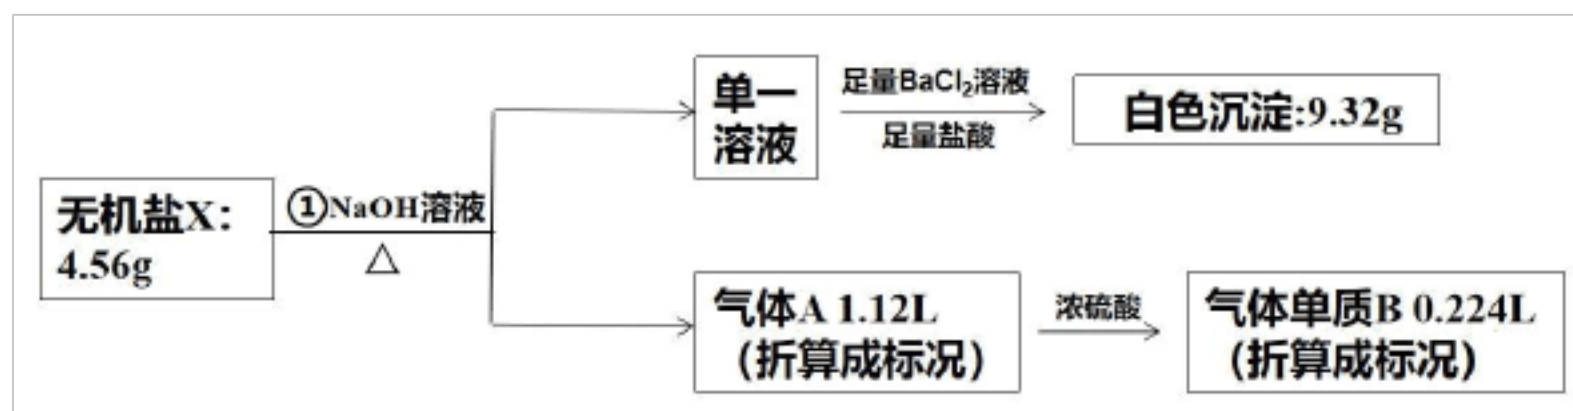 无机盐X：
4.56g
①NaOH溶液
△
单一
溶液
足量BaCl₂溶液
足量盐酸
白色沉淀:9.32g
气体A 1.12L
（折算成标况）
浓硫酸
气体单质B 0.224L
（折算成标况）